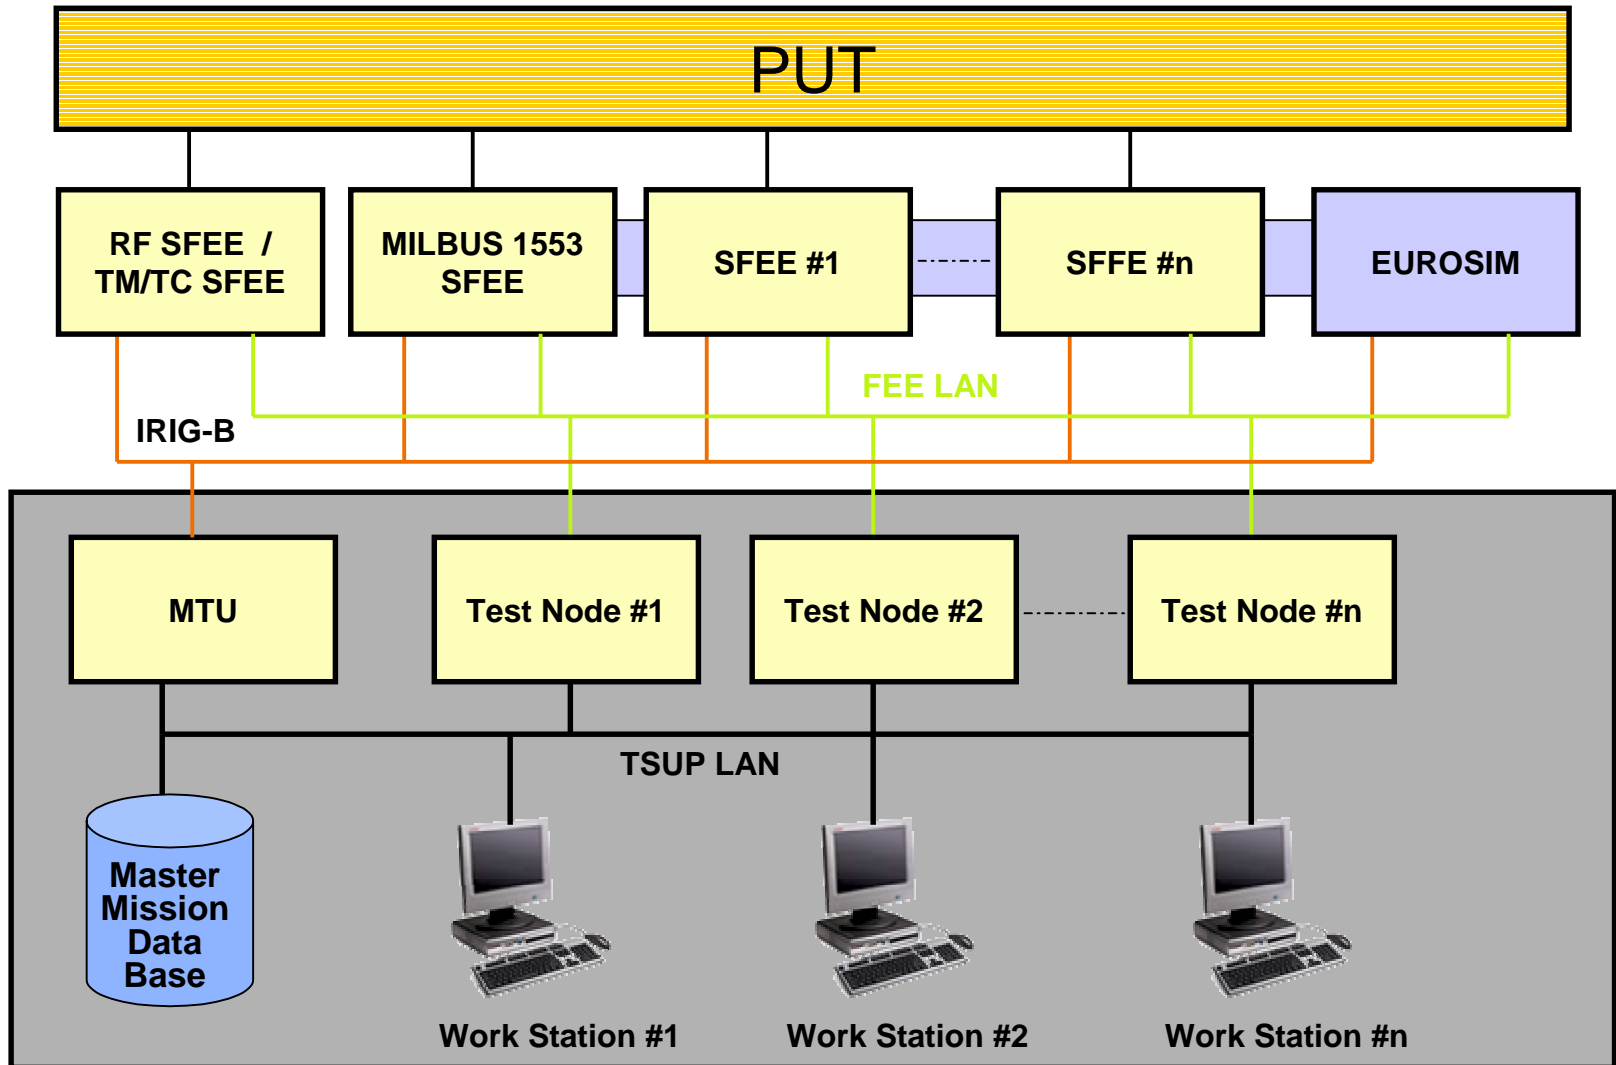 PUT
RF SFEE /
TM/TC SFEE
MILBUS 1553
SFEE
SFEE #1
SFFE #n
EUROSIM
FEE LAN
IRIG-B
MTU
Test Node #1
Test Node #2
Test Node #n
TSUP LAN
Master
Mission
Data
Base
Work Station #1
Work Station #2
Work Station #n